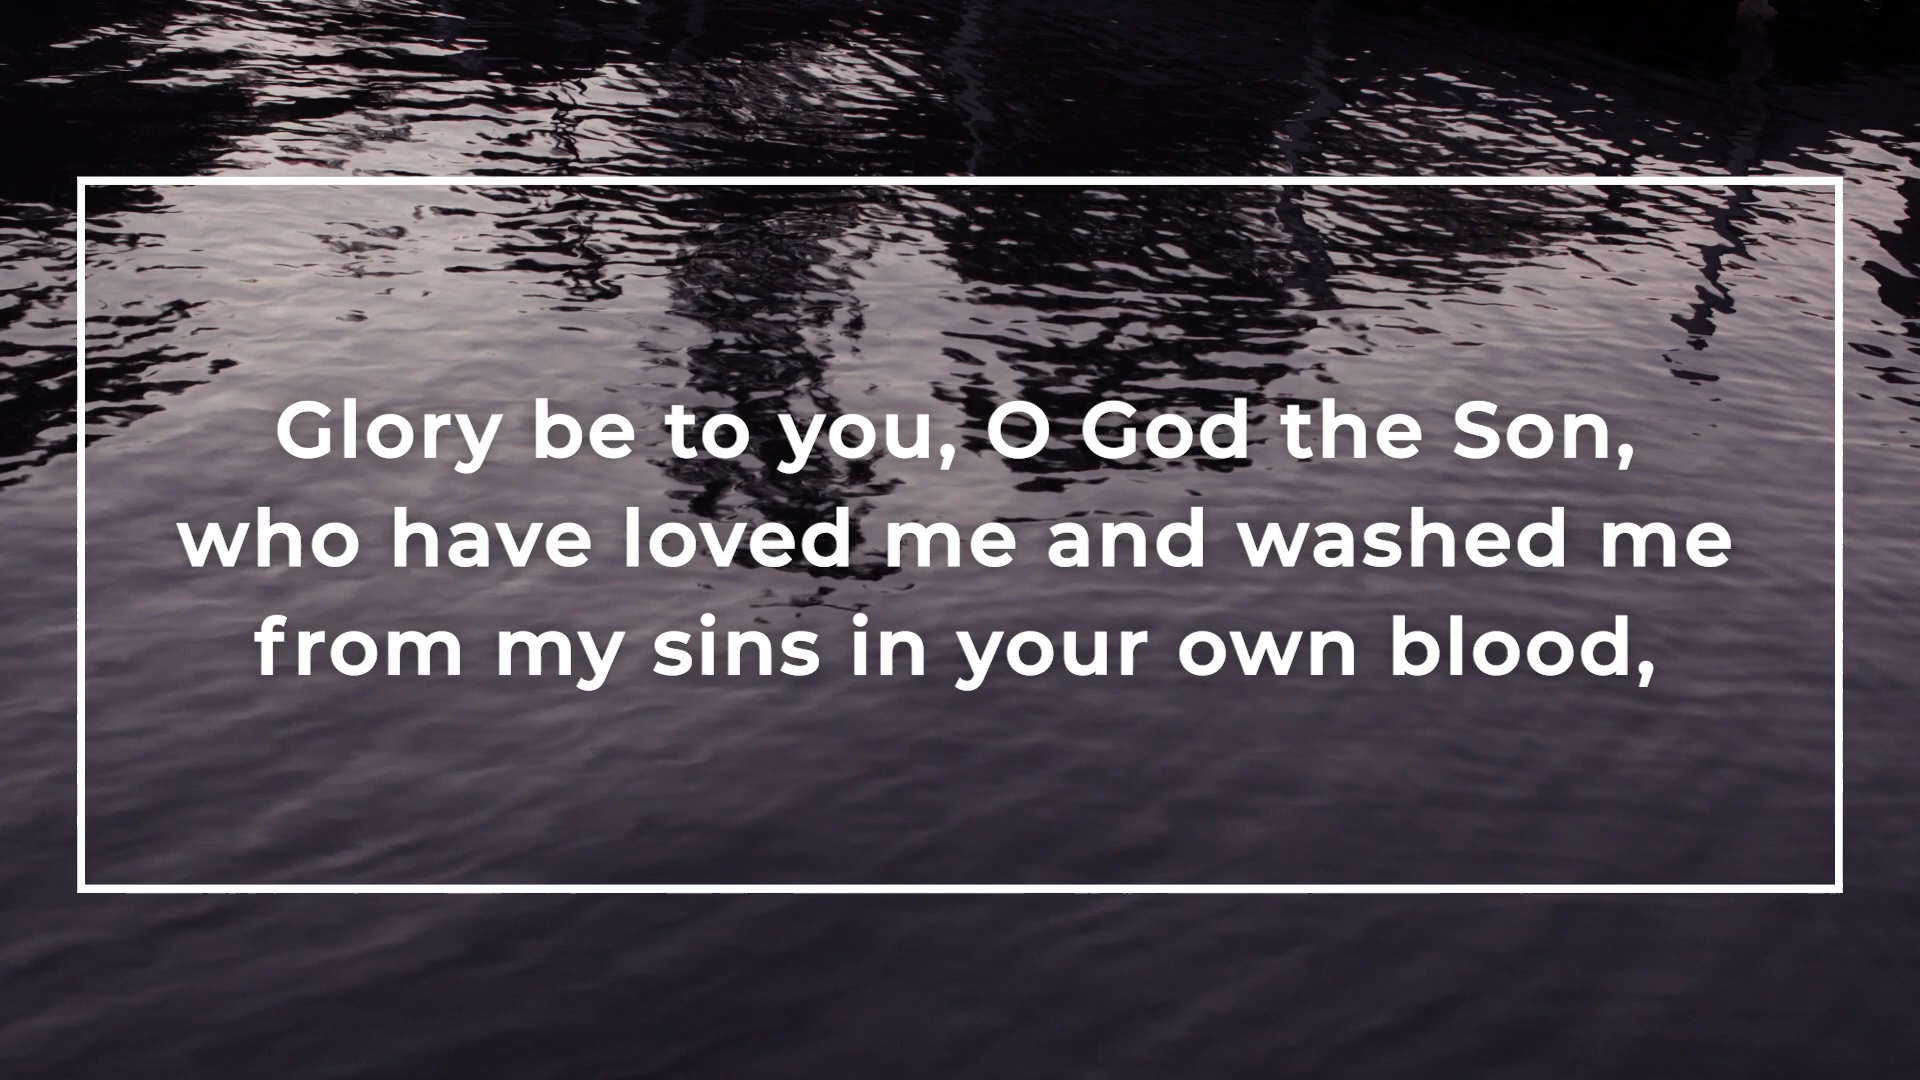 Glory be to you, O God the Son,
who have loved me and washed me
from my sins in your own blood,